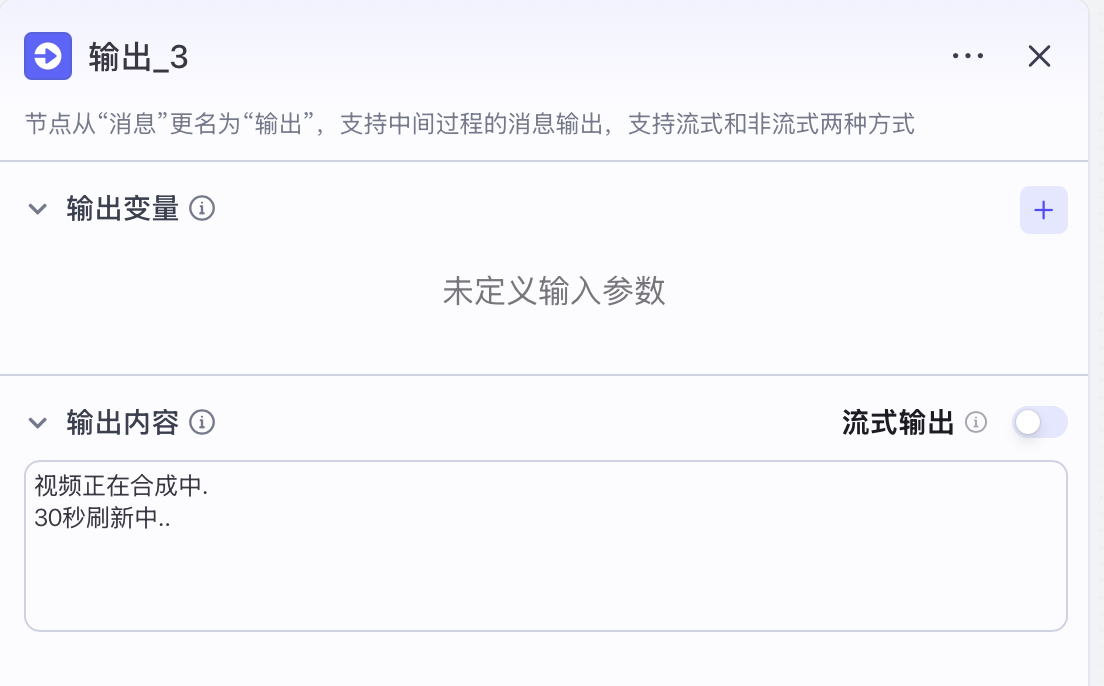 输出_3
节点从“消息”更名为“输出”，支持中间过程的消息输出，支持流式和非流式两种方式
输出变量
未定义输入参数
输出内容
流式输出
视频正在合成中.
30秒刷新中..